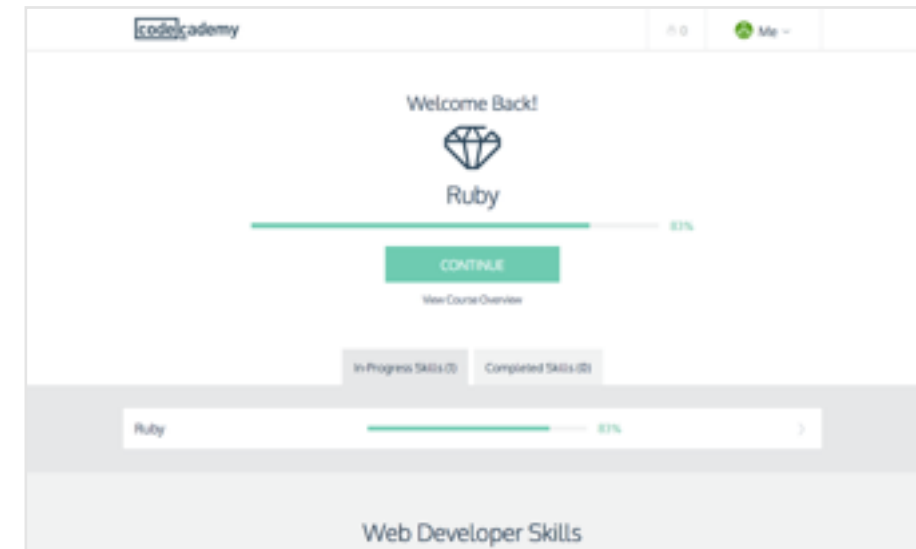 codecademy
0 Me
Welcome Back!
Ruby
83%
CONTINUE
View Course Overview
In-Progress Skills (1) Completed Skills (0)
Ruby 83%
Web Developer Skills